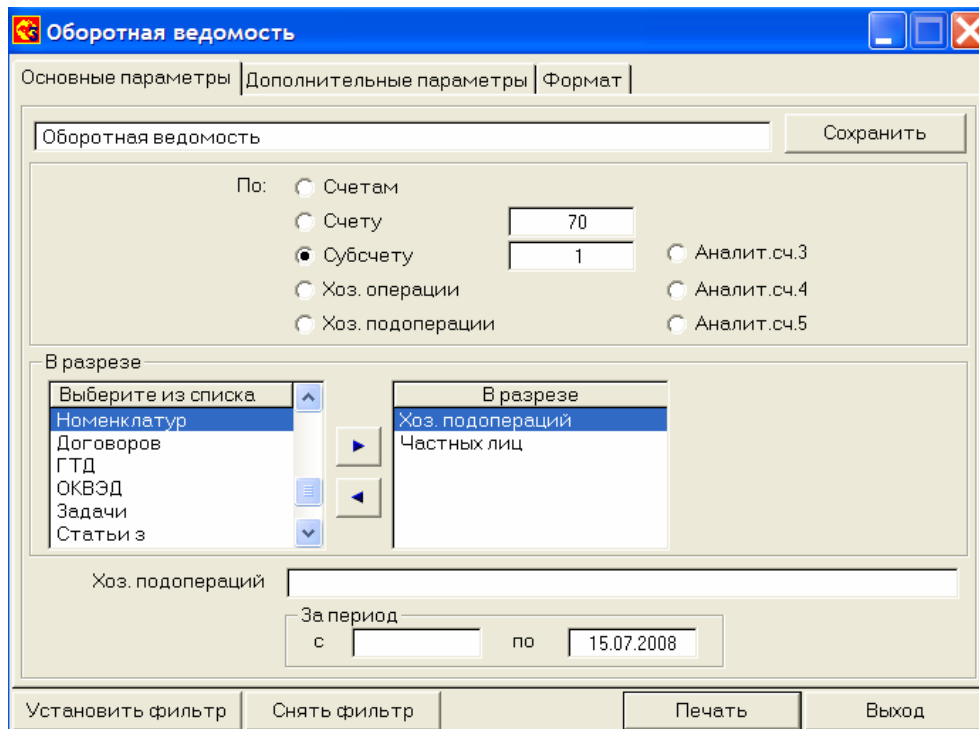 Оборотная ведомость
Основные параметры Дополнительные параметры Формат
Оборотная ведомость Сохранить
По: Счетам
Счету 70
Субсчету 1 Аналит.сч.3
Хоз. операции Аналит.сч.4
Хоз. подоперации Аналит.сч.5
В разрезе
Выберите из списка В разрезе
Номенклатур Хоз. подопераций
Договоров Частных лиц
ГТД
ОКВЭД
Задачи
Статьи з
Хоз. подопераций
За период
с по 15.07.2008
Установить фильтр Снять фильтр Печать Выход